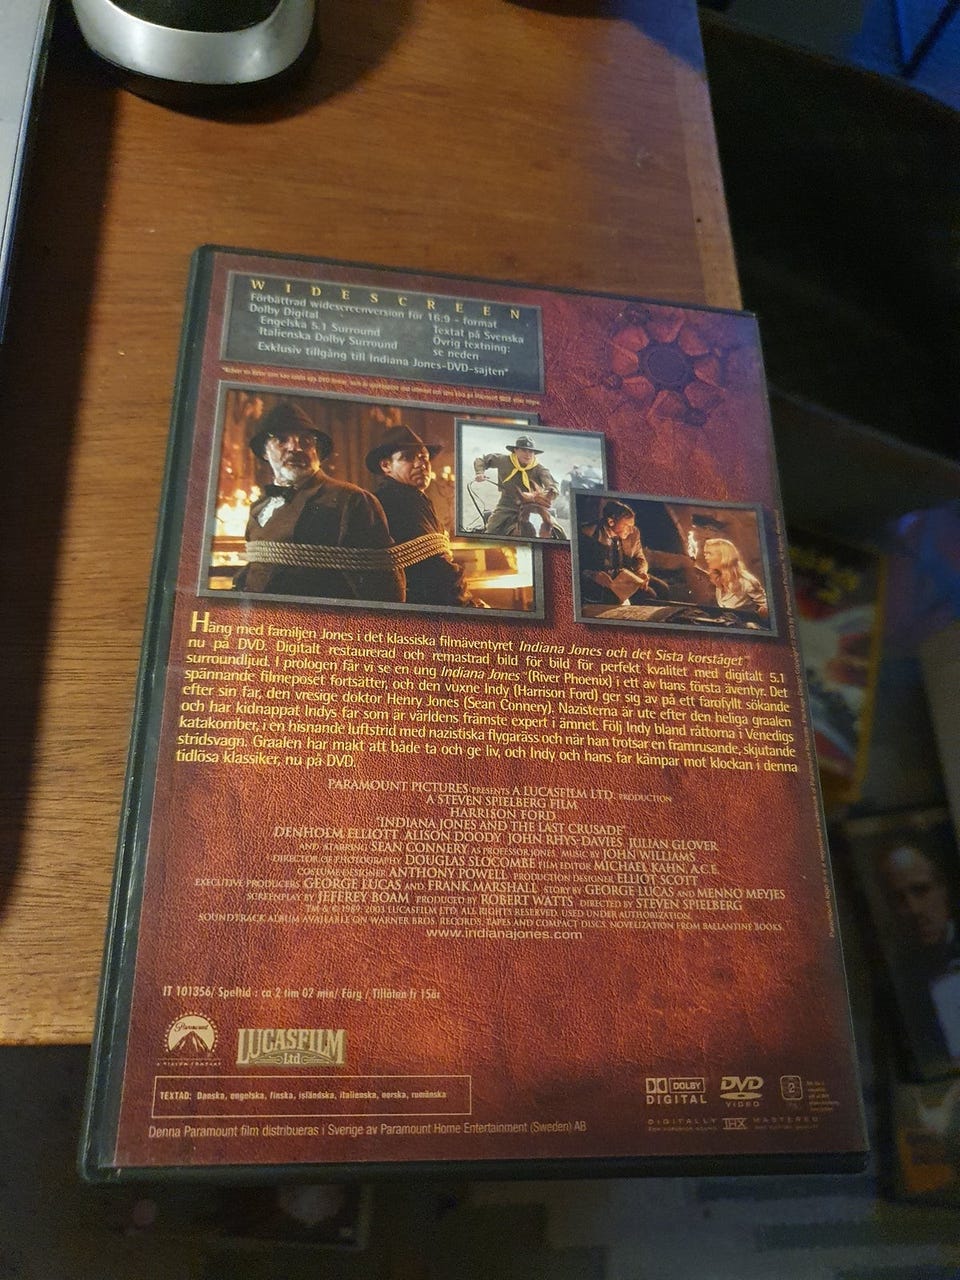 WIDESCREEN
Förbättrad widescreenversion för 16:9 - format
Dolby Digital
Engelska 5.1 Surround
Italienska Dolby Surround
Textat på Svenska
Övrig textning:
se neden
Exklusiv tillgång till Indiana Jones-DVD-sajten*
Häng med familjen Jones i det klassiska filmäventyret Indiana Jones och det Sista korståget™
nu på DVD. Digitalt restaurerad och remastrad bild för bild för perfekt kvalitet med digitalt 5.1
surroundljud. I prologen får vi se en ung Indiana Jones™ (River Phoenix) i ett av hans första äventyr. Det
spännande filmeposet fortsätter, och den vuxne Indy (Harrison Ford) ger sig av på ett farofyllt sökande
efter sin far, den vresige doktor Henry Jones (Sean Connery). Nazisterna är ute efter den heliga graalen
och har kidnappat Indys far som är världens främste expert i ämnet. Följ Indy bland råttorna i Venedigs
katakomber, i en hisnande luftstrid med nazistiska flygaräss och när han trotsar en framrusande, skjutande
stridsvagn. Graalen har makt att både ta och ge liv, och Indy och hans far kämpar mot klockan i denna
tidlösa klassiker, nu på DVD.
PARAMOUNT PICTURES PRESENTS A LUCASFILM LTD. PRODUCTION
A STEVEN SPIELBERG FILM
HARRISON FORD
"INDIANA JONES AND THE LAST CRUSADE"
DENHOLM ELLIOTT ALISON DOODY JOHN RHYS-DAVIES JULIAN GLOVER
AND STARRING SEAN CONNERY AS PROFESSOR JONES MUSIC BY JOHN WILLIAMS
DIRECTOR OF PHOTOGRAPHY DOUGLAS SLOCOMBE FILM EDITOR MICHAEL KAHN, A.C.E.
COSTUME DESIGNER ANTHONY POWELL PRODUCTION DESIGNER ELLIOT SCOTT
EXECUTIVE PRODUCERS GEORGE LUCAS AND FRANK MARSHALL STORY BY GEORGE LUCAS AND MENNO MEYJES
SCREENPLAY BY JEFFREY BOAM PRODUCED BY ROBERT WATTS DIRECTED BY STEVEN SPIELBERG
TM & © 1989, 2003 LUCASFILM LTD. ALL RIGHTS RESERVED. USED UNDER AUTHORIZATION.
SOUNDTRACK ALBUM AVAILABLE ON WARNER BROS. RECORDS, TAPES AND COMPACT DISCS. NOVELIZATION FROM BALLANTINE BOOKS.
www.indianajones.com
IT 101356/ Speltid : ca 2 tim 02 min/ Färg / Tillåten fr 15år
Paramount
LUCASFILM
Ltd
TEXTAD: Danska, engelska, finska, isländska, italienska, norska, rumänska
DOLBY
DIGITAL
DVD
VIDEO
2
DIGITALLY THX MASTERED
Denna Paramount film distribueras i Sverige av Paramount Home Entertainment (Sweden) AB